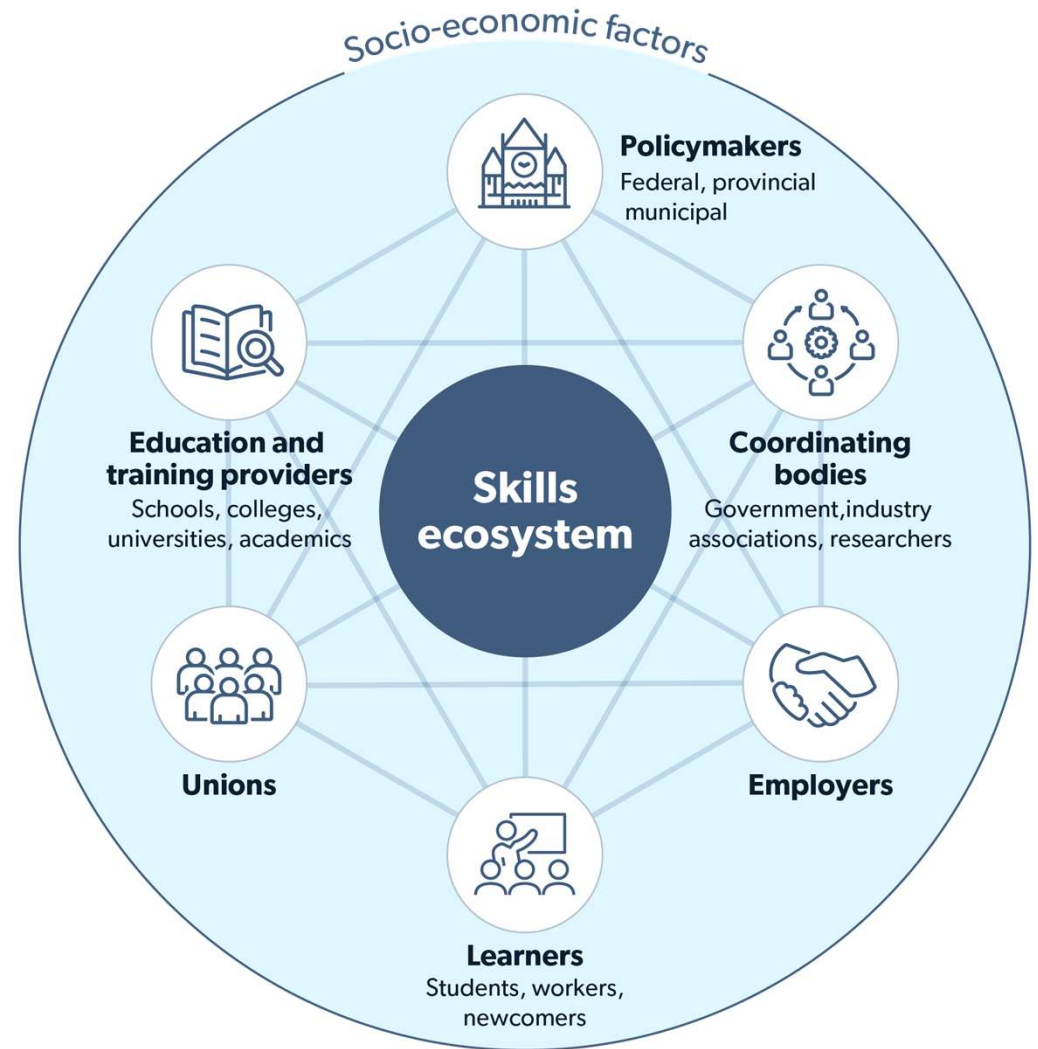 Socio-economic factors
Policymakers
Federal, provincial
municipal
Education and
training providers
Schools, colleges,
universities, academics
Coordinating
bodies
Government,industry
associations, researchers
Skills
ecosystem
Unions
Employers
Learners
Students, workers,
newcomers